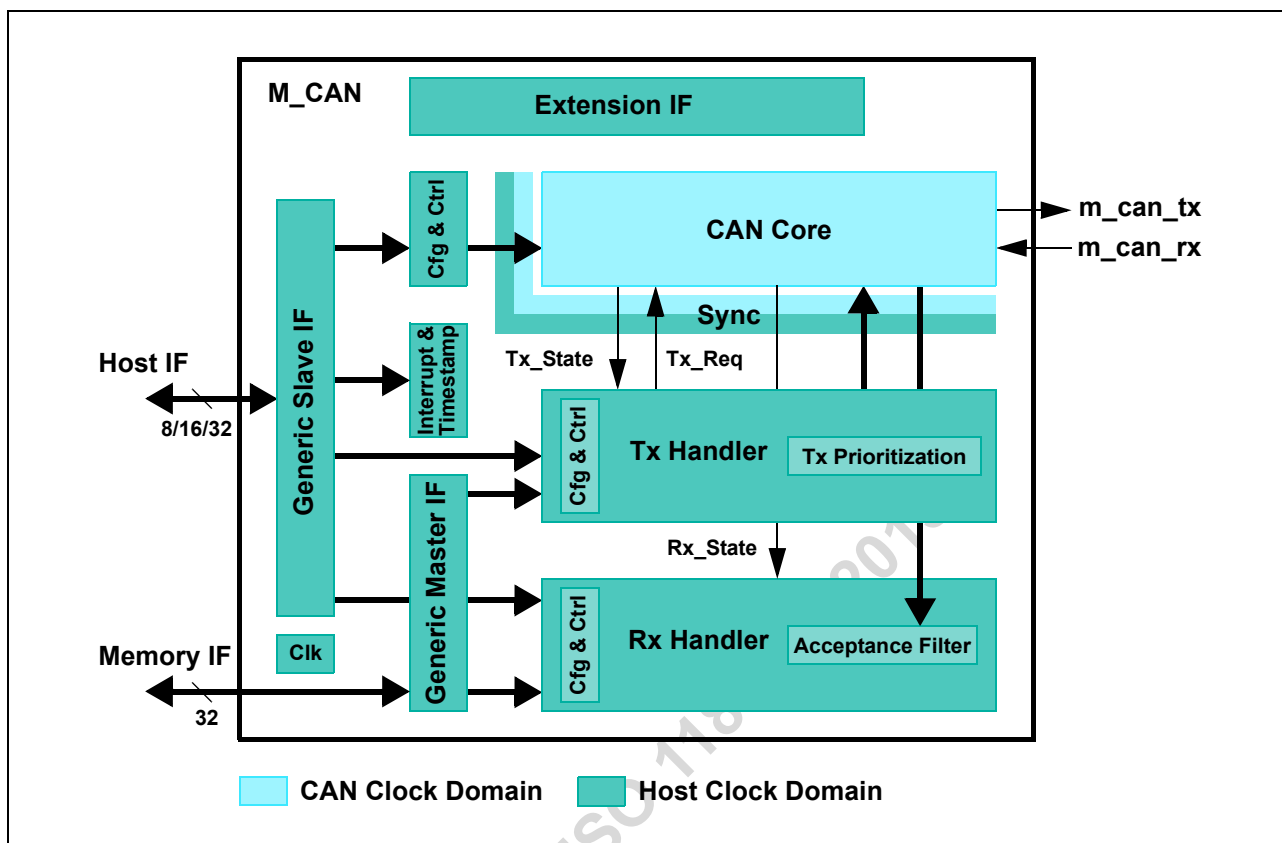 M_CAN
Extension IF
Cfg & Ctrl
CAN Core
m_can_tx
m_can_rx
Sync
Generic Slave IF
Interrupt &
Timestamp
Tx_State
Tx_Req
Host IF
8/16/32
Cfg & Ctrl
Tx Handler
Tx Prioritization
Generic Master IF
Rx_State
Cfg & Ctrl
Rx Handler
Acceptance Filter
Clk
Memory IF
32
CAN Clock Domain
Host Clock Domain